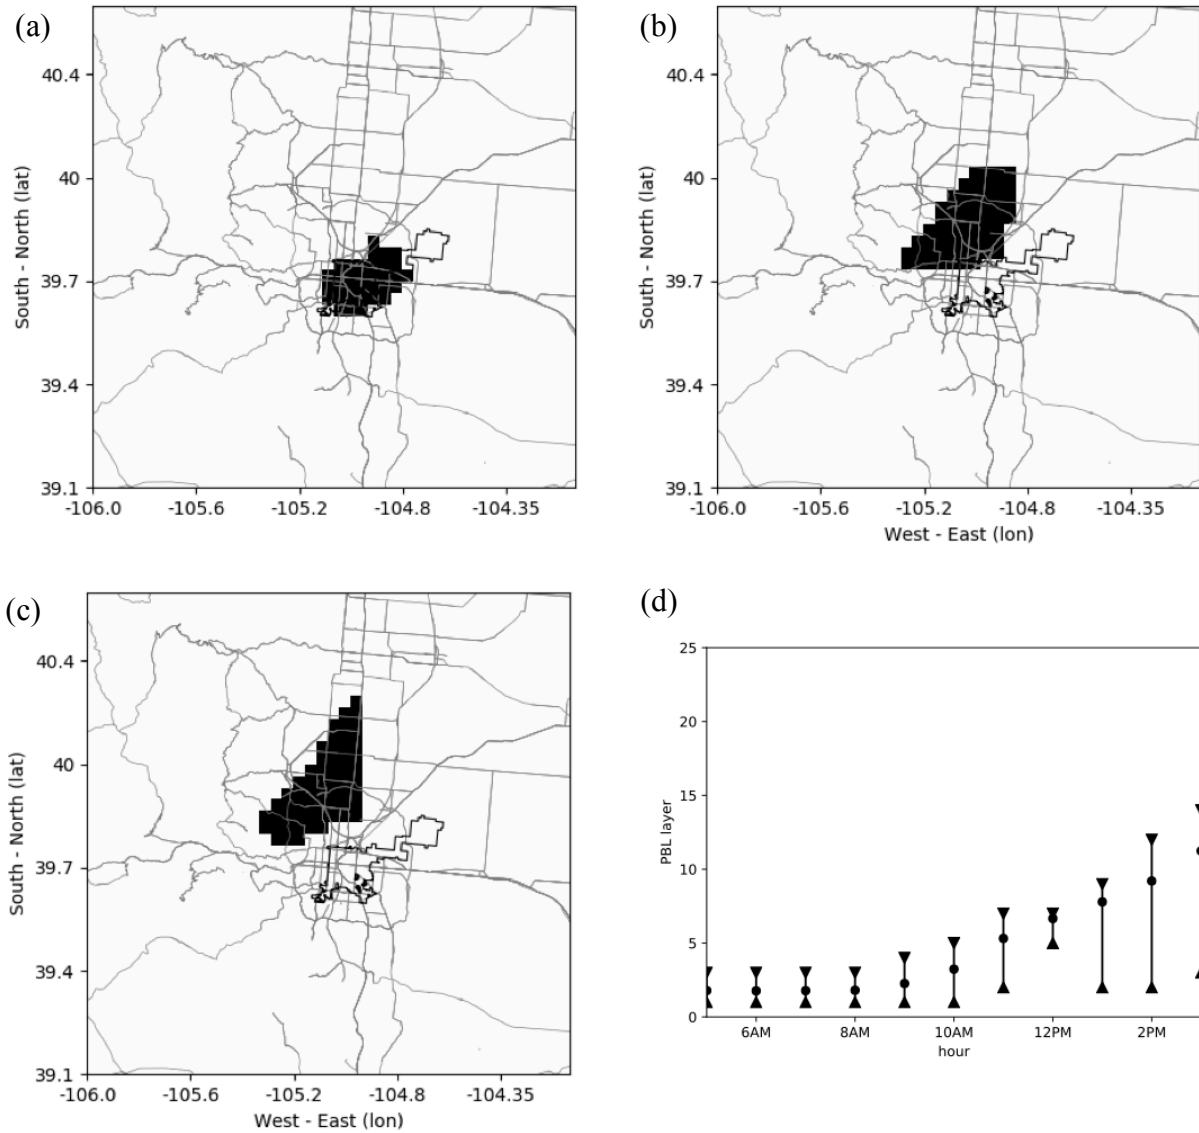 (a)
40.4
40
39.7
39.4
39.1
South - North (lat)
-106.0 -105.6 -105.2 -104.8 -104.35
(b)
40.4
40
39.7
39.4
39.1
South - North (lat)
-106.0 -105.6 -105.2 -104.8 -104.35
West - East (lon)
(c)
40.4
40
39.7
39.4
39.1
South - North (lat)
-106.0 -105.6 -105.2 -104.8 -104.35
West - East (lon)
(d)
25
20
15
10
5
0
PBL layer
6AM 8AM 10AM 12PM 2PM
hour